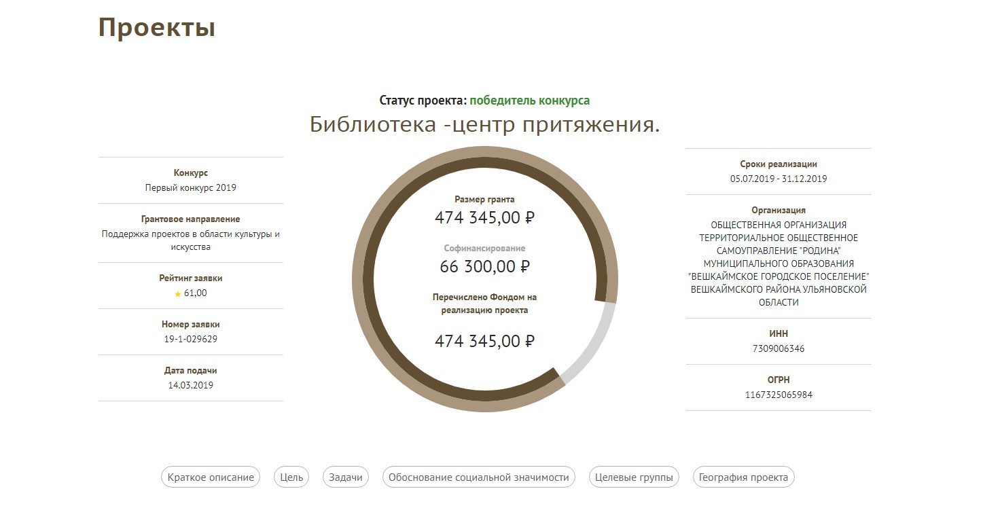 Проекты
Статус проекта: победитель конкурса
Библиотека -центр притяжения.
Конкурс
Первый конкурс 2019
Грантовое направление
Поддержка проектов в области культуры и
искусства
Рейтинг заявки
61,00
Номер заявки
19-1-029629
Дата подачи
14.03.2019
Размер гранта
474 345,00 ₽
Софинансирование
66 300,00 ₽
Перечислено Фондом на
реализацию проекта
474 345,00 ₽
Сроки реализации
05.07.2019 - 31.12.2019
Организация
ОБЩЕСТВЕННАЯ ОРГАНИЗАЦИЯ
ТЕРРИТОРИАЛЬНОЕ ОБЩЕСТВЕННОЕ
САМОУПРАВЛЕНИЕ "РОДИНА"
МУНИЦИПАЛЬНОГО ОБРАЗОВАНИЯ
"ВЕШКАЙМСКОЕ ГОРОДСКОЕ ПОСЕЛЕНИЕ"
ВЕШКАЙМСКОГО РАЙОНА УЛЬЯНОВСКОЙ
ОБЛАСТИ
ИНН
7309006346
ОГРН
1167325065984
Краткое описание
Цель
Задачи
Обоснование социальной значимости
Целевые группы
География проекта